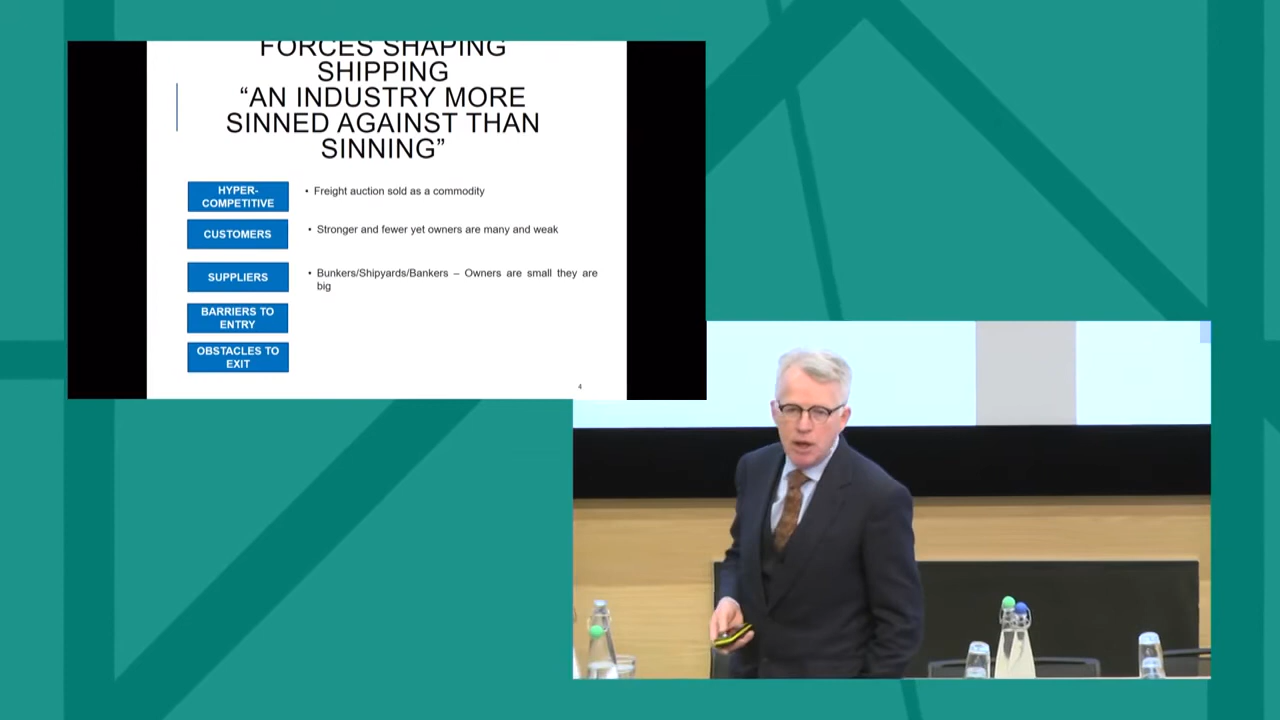 FORCES SHAPING
SHIPPING
“AN INDUSTRY MORE
SINNED AGAINST THAN
SINNING”
HYPER-
COMPETITIVE
• Freight auction sold as a commodity
CUSTOMERS
• Stronger and fewer yet owners are many and weak
SUPPLIERS
• Bunkers/Shipyards/Bankers – Owners are small they are
big
BARRIERS TO
ENTRY
OBSTACLES TO
EXIT
4